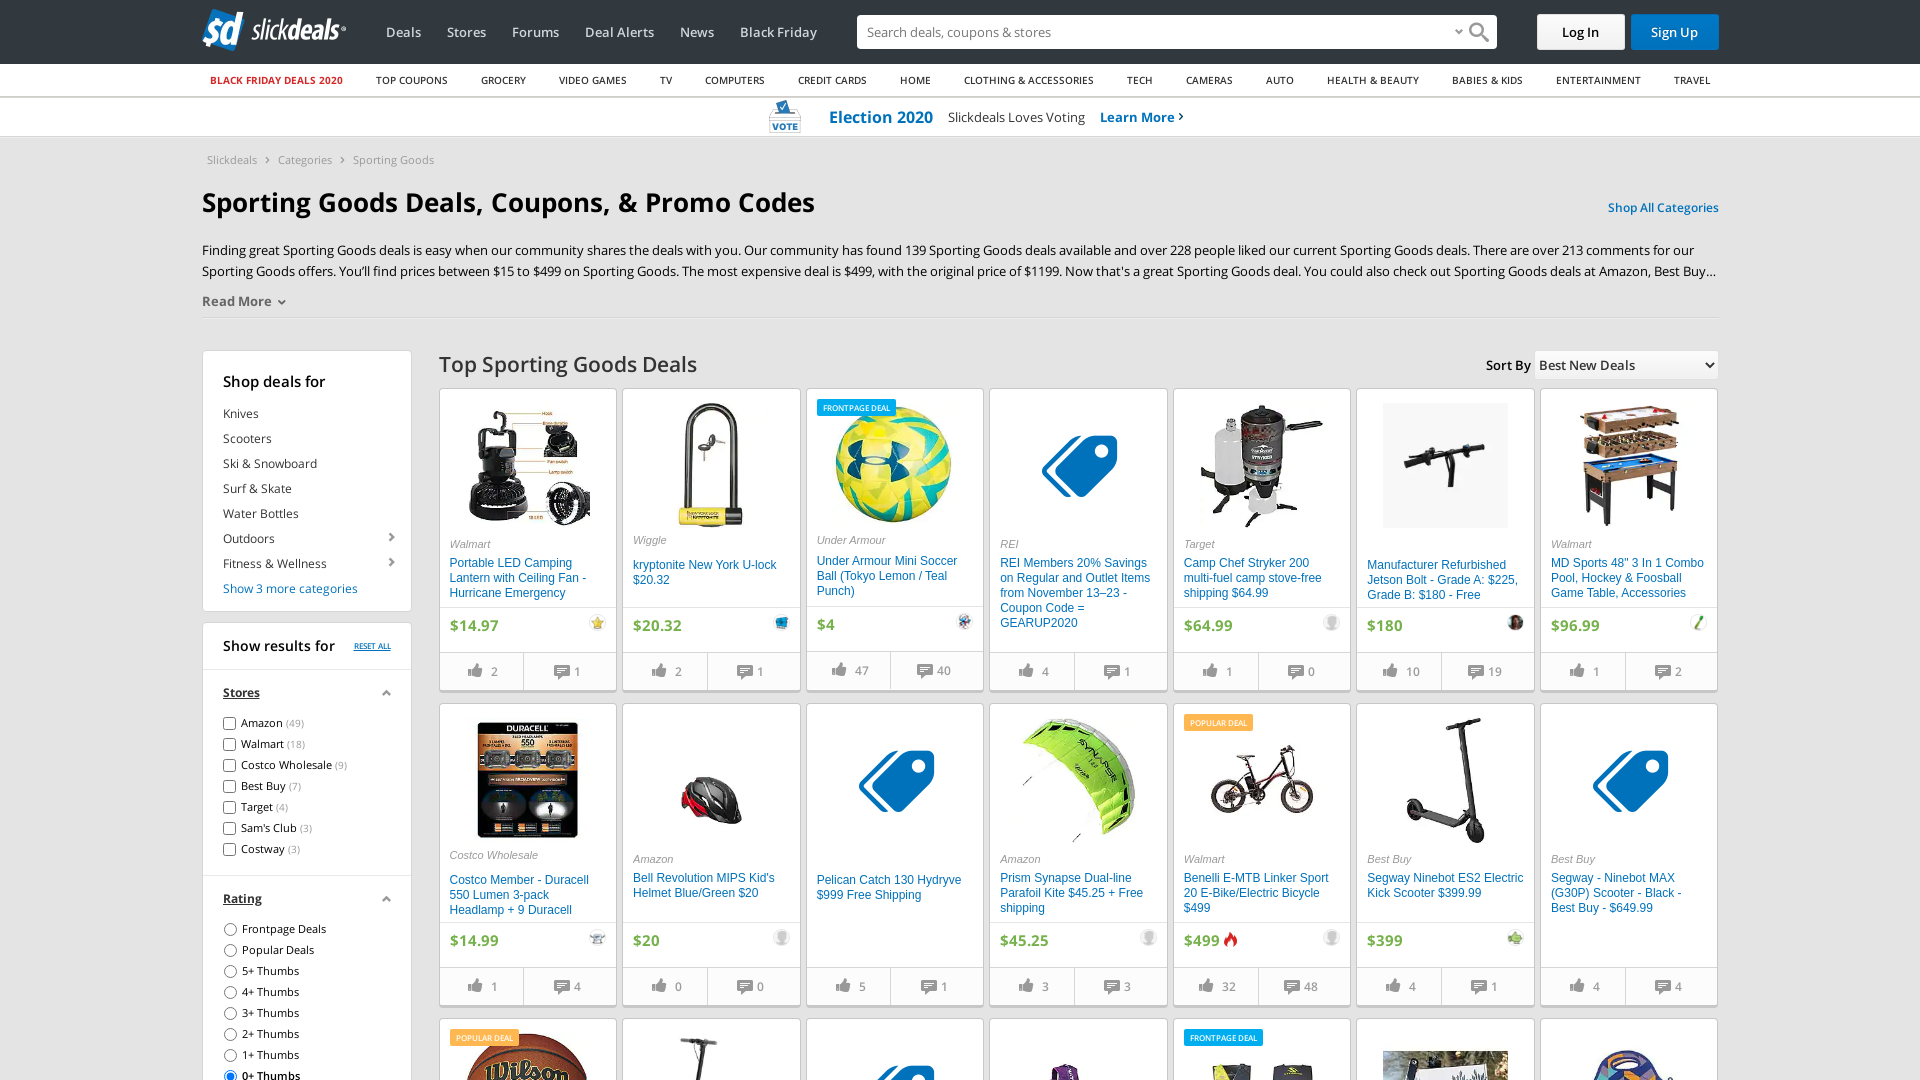 slickdeals
Deals
Stores
Forums
Deal Alerts
News
Black Friday
Search deals, coupons & stores
Log In
Sign Up
BLACK FRIDAY DEALS 2020
TOP COUPONS
GROCERY
VIDEO GAMES
TV
COMPUTERS
CREDIT CARDS
HOME
CLOTHING & ACCESSORIES
TECH
CAMERAS
AUTO
HEALTH & BEAUTY
BABIES & KIDS
ENTERTAINMENT
TRAVEL
VOTE
Election 2020
Slickdeals Loves Voting
Learn More
Slickdeals
Categories
Sporting Goods
Sporting Goods Deals, Coupons, & Promo Codes
Shop All Categories
Finding great Sporting Goods deals is easy when our community shares the deals with you. Our community has found 139 Sporting Goods deals available and over 228 people liked our current Sporting Goods deals. There are over 213 comments for our
Sporting Goods offers. You'll find prices between $15 to $499 on Sporting Goods. The most expensive deal is $499, with the original price of $1199. Now that's a great Sporting Goods deal. You could also check out Sporting Goods deals at Amazon, Best Buy...
Read More
Shop deals for
Knives
Scooters
Ski & Snowboard
Surf & Skate
Water Bottles
Outdoors
Fitness & Wellness
Show 3 more categories
Show results for
RESET ALL
Stores
Amazon (49)
Walmart (18)
Costco Wholesale (9)
Best Buy (7)
Target (4)
Sam's Club (3)
Costway (3)
Rating
Frontpage Deals
Popular Deals
5+ Thumbs
4+ Thumbs
3+ Thumbs
2+ Thumbs
1+ Thumbs
0+ Thumbs
Top Sporting Goods Deals
Sort By
Best New Deals
Walmart
Portable LED Camping
Lantern with Ceiling Fan -
Hurricane Emergency
$14.97
2
1
Wiggle
kryptonite New York U-lock
$20.32
$20.32
2
1
FRONTPAGE DEAL
Under Armour
Under Armour Mini Soccer
Ball (Tokyo Lemon / Teal
Punch)
$4
47
40
REI
REI Members 20% Savings
on Regular and Outlet Items
from November 13–23 -
Coupon Code =
GEARUP2020
4
1
Target
Camp Chef Stryker 200
multi-fuel camp stove-free
shipping $64.99
$64.99
1
0
Manufacturer Refurbished
Jetson Bolt - Grade A: $225,
Grade B: $180 - Free
$180
10
19
Walmart
MD Sports 48" 3 In 1 Combo
Pool, Hockey & Foosball
Game Table, Accessories
$96.99
1
2
DURACELL
550
Costco Wholesale
Costco Member - Duracell
550 Lumen 3-pack
Headlamp + 9 Duracell
$14.99
1
4
Amazon
Bell Revolution MIPS Kid's
Helmet Blue/Green $20
$20
0
0
Pelican Catch 130 Hydryve
$999 Free Shipping
5
1
SYNAPSE
Amazon
Prism Synapse Dual-line
Parafoil Kite $45.25 + Free
shipping
$45.25
3
3
POPULAR DEAL
Walmart
Benelli E-MTB Linker Sport
20 E-Bike/Electric Bicycle
$499
$499
32
48
Best Buy
Segway Ninebot ES2 Electric
Kick Scooter $399.99
$399
4
1
Best Buy
Segway - Ninebot MAX
(G30P) Scooter - Black -
Best Buy - $649.99
4
4
POPULAR DEAL
Wilson
FRONTPAGE DEAL